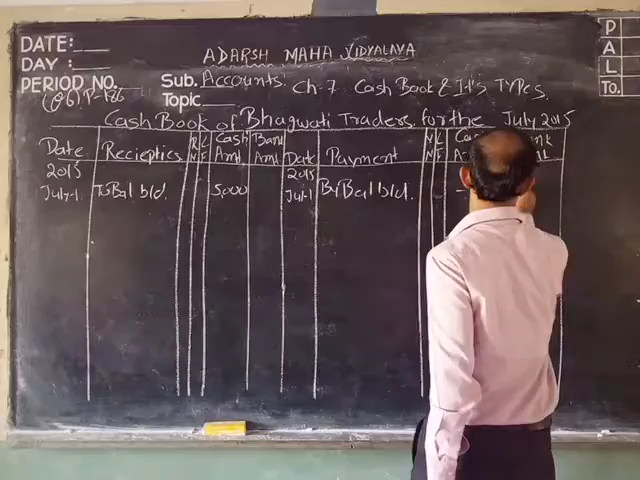 DATE:
DAY:
PERIOD NO.
ADARSH MAHA VIDYALAYA
Sub. Accounts
Topic
Ch-7 Cash Book & It's Types.
(Q6) P-186
P
A
L
To.
Cash Book of Bhagwati Traders for the July 2015
Date Recieptics R N L F Cash Amt Bank Amt Date Payment V N L F
2015 2015
July-1 To Bal b/d. 5,000 July-1 By Bal b/d.